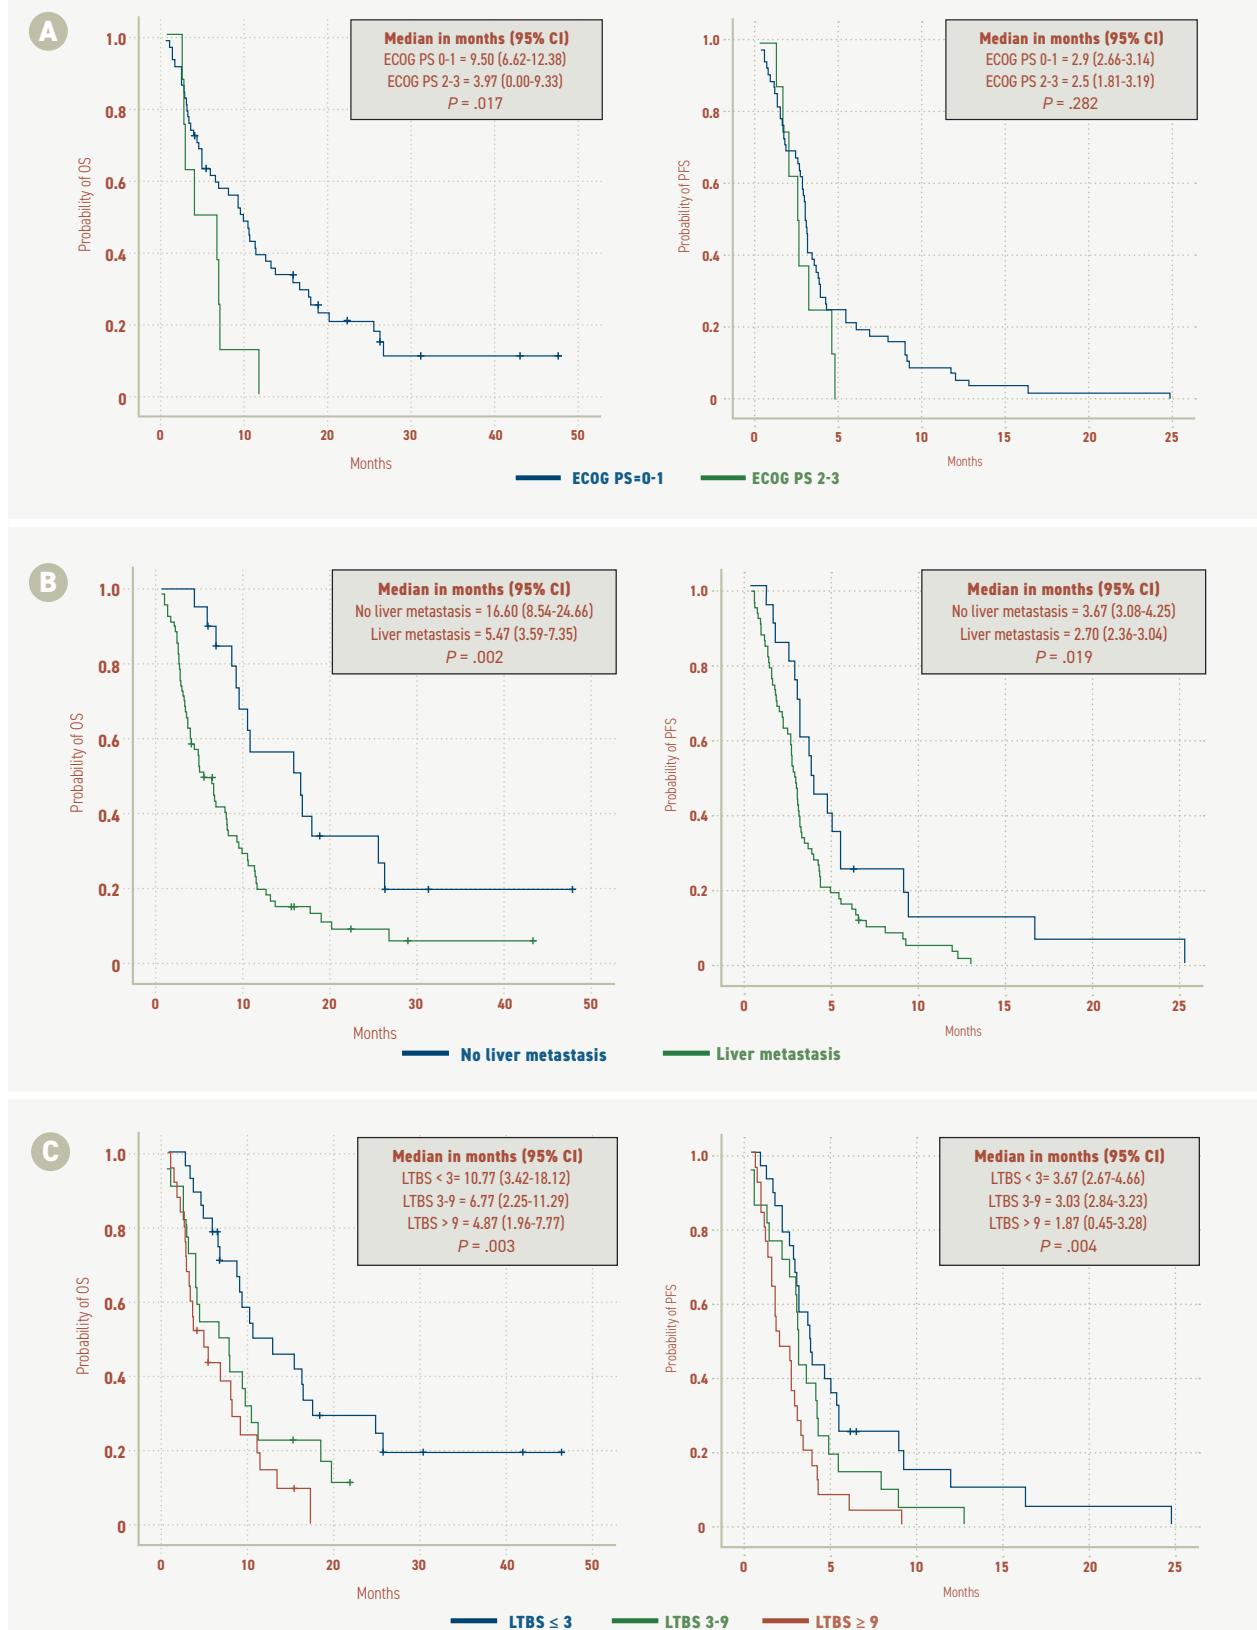 A
Median in months (95% CI)
ECOG PS 0-1 = 9.50 (6.62-12.38)
ECOG PS 2-3 = 3.97 (0.00-9.33)
P = .017
Probability of OS
1.0
0.8
0.6
0.4
0.2
0
0 10 20 30 40 50
Months
Median in months (95% CI)
ECOG PS 0-1 = 2.9 (2.66-3.14)
ECOG PS 2-3 = 2.5 (1.81-3.19)
P = .282
Probability of PFS
1.0
0.8
0.6
0.4
0.2
0
0 5 10 15 20 25
Months
ECOG PS=0-1 ECOG PS 2-3
B
Median in months (95% CI)
No liver metastasis = 16.60 (8.54-24.66)
Liver metastasis = 5.47 (3.59-7.35)
P = .002
Probability of OS
1.0
0.8
0.6
0.4
0.2
0
0 10 20 30 40 50
Months
Median in months (95% CI)
No liver metastasis = 3.67 (3.08-4.25)
Liver metastasis = 2.70 (2.36-3.04)
P = .019
Probability of PFS
1.0
0.8
0.6
0.4
0.2
0
0 5 10 15 20 25
Months
No liver metastasis Liver metastasis
C
Median in months (95% CI)
LTBS < 3= 10.77 (3.42-18.12)
LTBS 3-9 = 6.77 (2.25-11.29)
LTBS > 9 = 4.87 (1.96-7.77)
P = .003
Probability of OS
1.0
0.8
0.6
0.4
0.2
0
0 10 20 30 40 50
Months
Median in months (95% CI)
LTBS < 3= 3.67 (2.67-4.66)
LTBS 3-9 = 3.03 (2.84-3.23)
LTBS > 9 = 1.87 (0.45-3.28)
P = .004
Probability of PFS
1.0
0.8
0.6
0.4
0.2
0
0 5 10 15 20 25
Months
LTBS ≤ 3 LTBS 3-9 LTBS ≥ 9